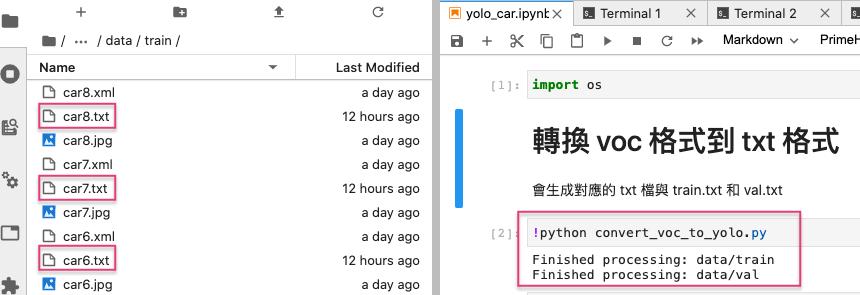 / ... / data / train /
Name
Last Modified
car8.xml
a day ago
car8.txt
12 hours ago
car8.jpg
a day ago
car7.xml
a day ago
car7.txt
12 hours ago
car7.jpg
a day ago
car6.xml
a day ago
car6.txt
12 hours ago
car6.jpg
a day ago
yolo_car.ipynb
Terminal 1
Terminal 2
Markdown
PrimeH
[1]:
import os
轉換 voc 格式到 txt 格式
會生成對應的 txt 檔與 train.txt 和 val.txt
[2]:
!python convert_voc_to_yolo.py
Finished processing: data/train
Finished processing: data/val